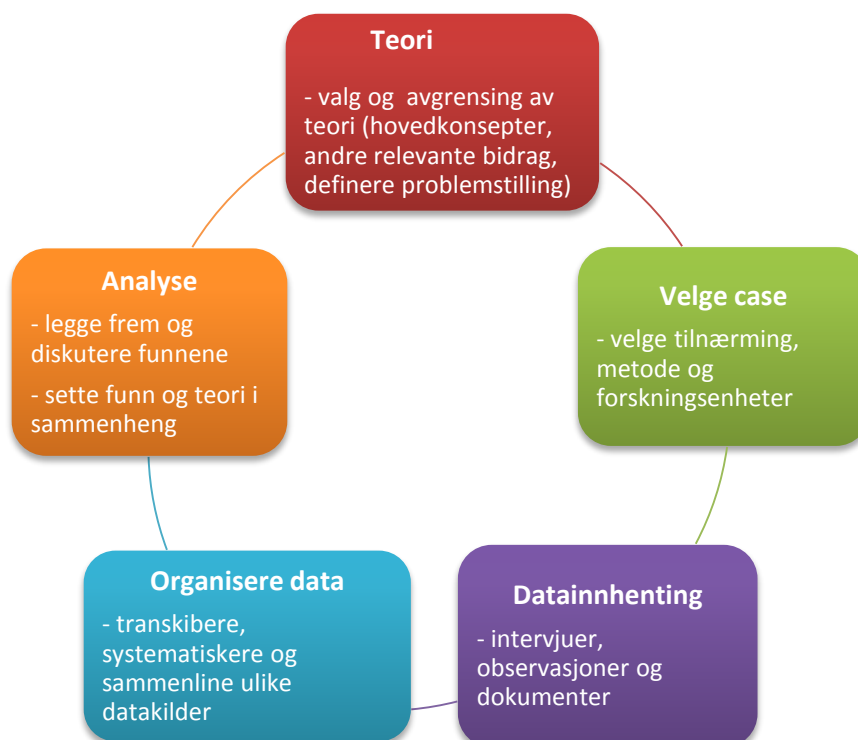 Teori
- valg og  avgrensing av
teori (hovedkonsepter,
andre relevante bidrag,
definere problemstilling)
Velge case
- velge tilnærming,
metode og
forskningsenheter
Datainnhenting
- intervjuer,
observasjoner og
dokumenter
Organisere data
- transkibere,
systematiskere og
sammenline ulike
datakilder
Analyse
- legge frem og
diskutere funnene
- sette funn og teori i
sammenheng